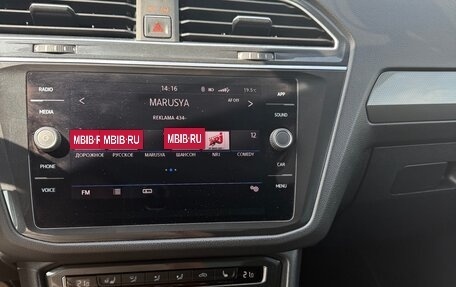 RADIO
MEDIA
PHONE
VOICE
14:16
19.5°C
MARUSYA
AF Off
REKLAMA 434-
MBIB-F MBIB-RU
MBIB-RU
12
ДОРОЖНОЕ РУССКОЕ MARUSYA ШАНСОН NRJ COMEDY
FM
APP
SOUND
CAR
MENU